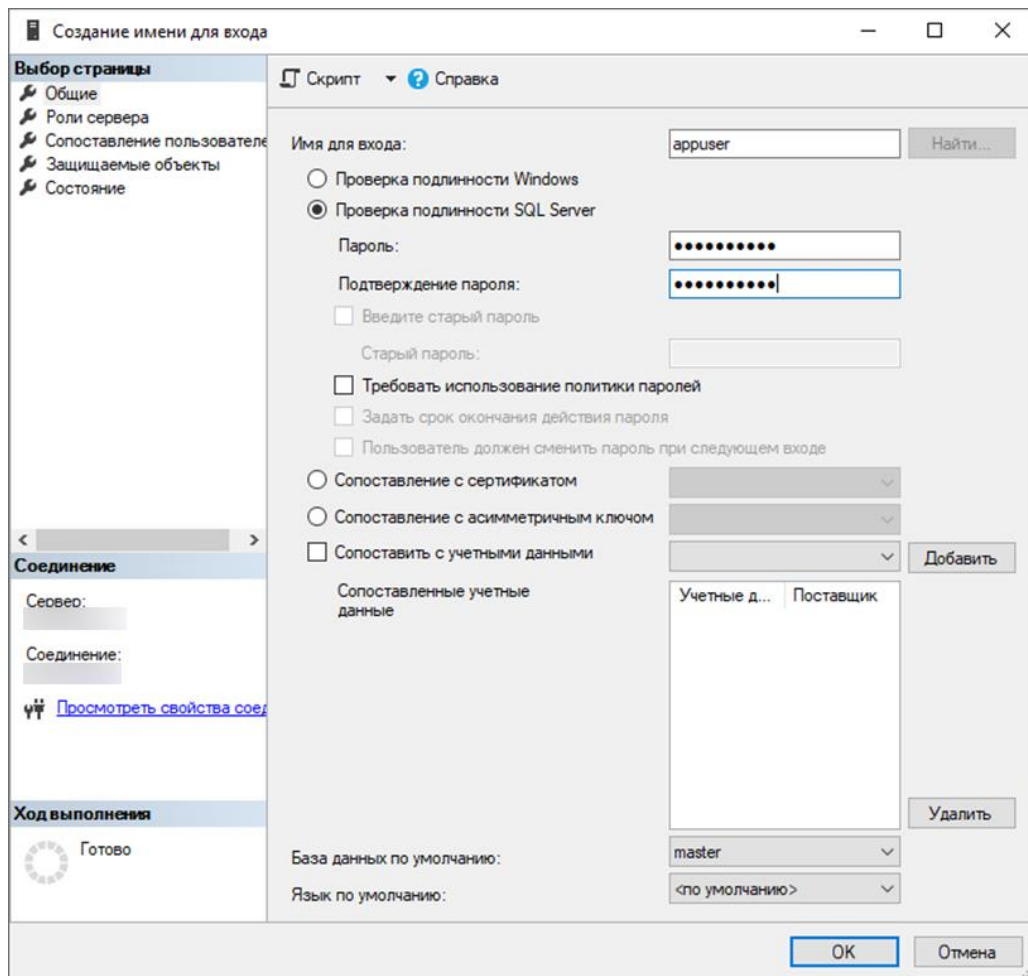 Создание имени для входа
Выбор страницы
Общие
Роли сервера
Сопоставление пользователе
Защищаемые объекты
Состояние
Соединение
Сервер:
Соединение:
Просмотреть свойства соед
Ход выполнения
Готово
Скрипт
Справка
Имя для входа:
appuser
Найти...
Проверка подлинности Windows
Проверка подлинности SQL Server
Пароль:
Подтверждение пароля:
Введите старый пароль
Старый пароль:
Требовать использование политики паролей
Задать срок окончания действия пароля
Пользователь должен сменить пароль при следующем входе
Сопоставление с сертификатом
Сопоставление с асимметричным ключом
Сопоставить с учетными данными
Добавить
Сопоставленные учетные
данные
Учетные д... Поставщик
Удалить
База данных по умолчанию: master
Язык по умолчанию: <по умолчанию>
OK Отмена